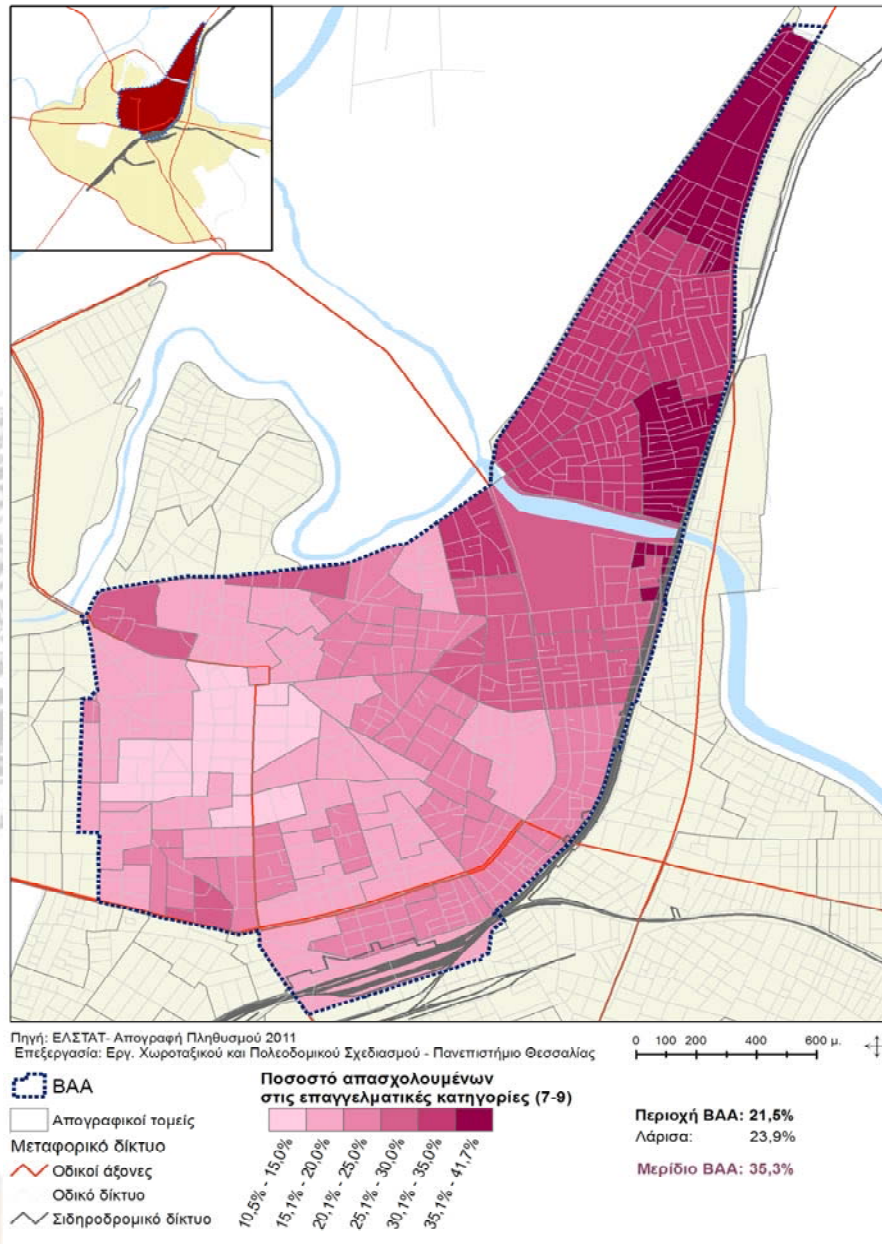 Πηγή: ΕΛΣΤΑΤ- Απογραφή Πληθυσμού 2011
Επεξεργασία: Εργ. Χωροταξικού και Πολεοδομικού Σχεδιασμού - Πανεπιστήμιο Θεσσαλίας
0 100 200 400 600 μ.
ΒΑΑ
Απογραφικοί τομείς
Μεταφορικό δίκτυο
Οδικοί άξονες
Οδικό δίκτυο
Σιδηροδρομικό δίκτυο
Ποσοστό απασχολουμένων
στις επαγγελματικές κατηγορίες (7-9)
10,5% - 15,0%
15,1% - 20,0%
20,1% - 25,0%
25,1% - 30,0%
30,1% - 35,0%
35,1% - 41,7%
Περιοχή ΒΑΑ: 21,5%
Λάρισα: 23,9%
Μερίδιο ΒΑΑ: 35,3%